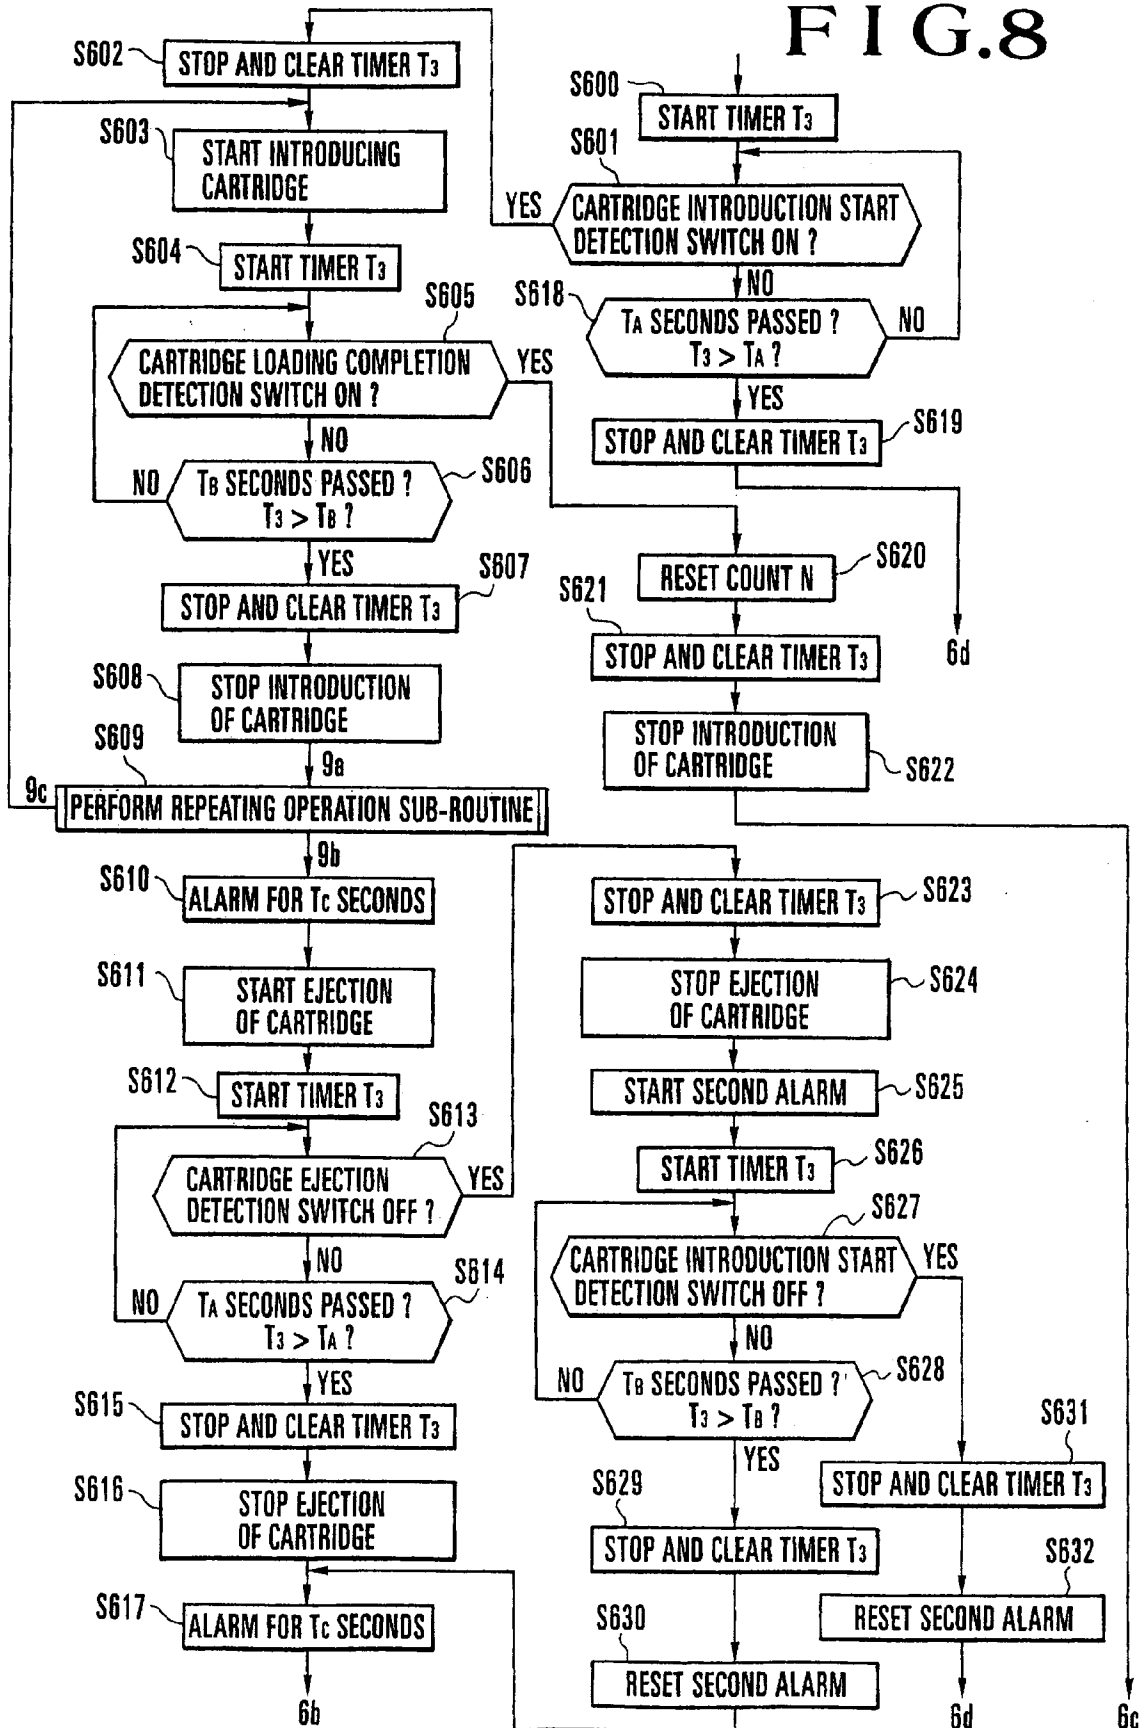 FIG.8
S602
STOP AND CLEAR TIMER T3
S603
START INTRODUCING
CARTRIDGE
S604
START TIMER T3
S605
CARTRIDGE LOADING COMPLETION
DETECTION SWITCH ON ?
YES
NO
S606
TB SECONDS PASSED ?
T3 > TB ?
NO
YES
S607
STOP AND CLEAR TIMER T3
S608
STOP INTRODUCTION
OF CARTRIDGE
S609
9a
9c
PERFORM REPEATING OPERATION SUB-ROUTINE
9b
S610
ALARM FOR TC SECONDS
S611
START EJECTION
OF CARTRIDGE
S612
START TIMER T3
S613
CARTRIDGE EJECTION
DETECTION SWITCH OFF ?
YES
NO
S614
TA SECONDS PASSED ?
T3 > TA ?
NO
YES
S615
STOP AND CLEAR TIMER T3
S616
STOP EJECTION
OF CARTRIDGE
S617
ALARM FOR TC SECONDS
6b
S600
START TIMER T3
S601
CARTRIDGE INTRODUCTION START
DETECTION SWITCH ON ?
YES
NO
S618
TA SECONDS PASSED ?
T3 > TA ?
NO
YES
S619
STOP AND CLEAR TIMER T3
6d
S620
RESET COUNT N
S621
STOP AND CLEAR TIMER T3
STOP INTRODUCTION
OF CARTRIDGE
S622
STOP AND CLEAR TIMER T3
S623
STOP EJECTION
OF CARTRIDGE
S624
START SECOND ALARM
S625
START TIMER T3
S626
S627
CARTRIDGE INTRODUCTION START
DETECTION SWITCH OFF ?
YES
NO
S628
TB SECONDS PASSED ?
T3 > TB ?
NO
YES
S629
STOP AND CLEAR TIMER T3
S630
RESET SECOND ALARM
S631
STOP AND CLEAR TIMER T3
S632
RESET SECOND ALARM
6d
6c